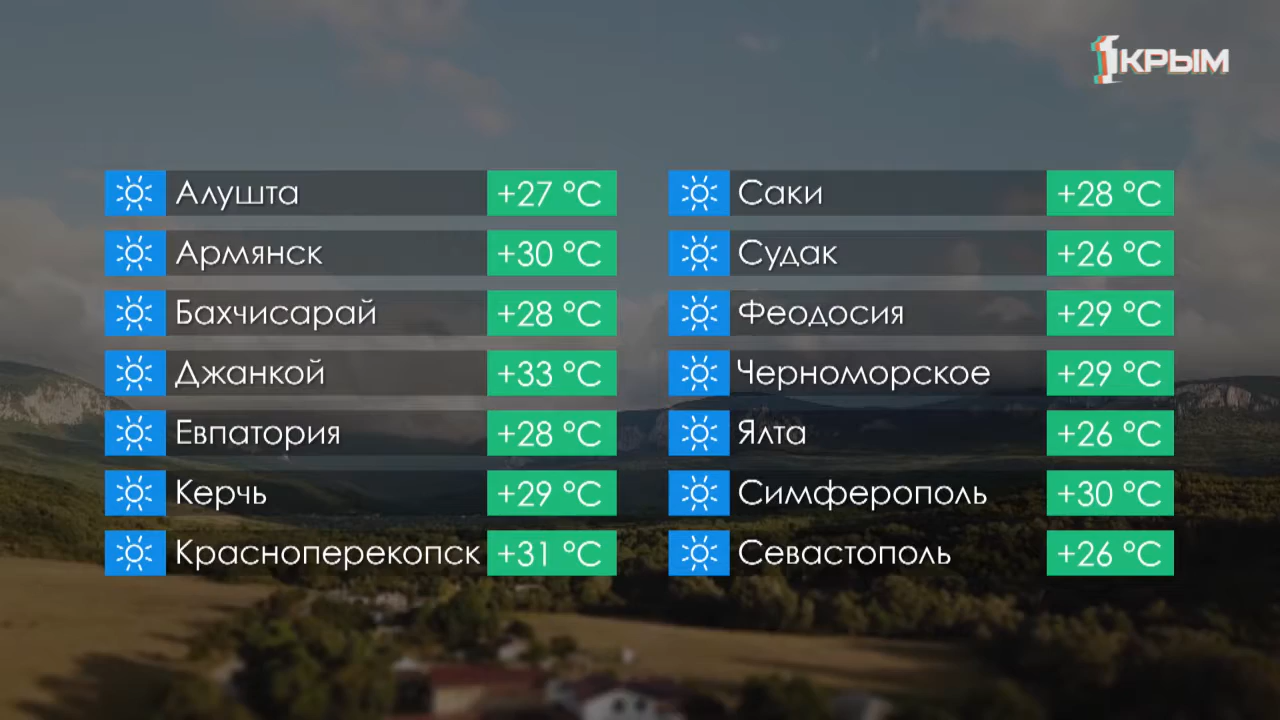 1КРЫМ
Алушта +27 °C
Армянск +30 °C
Бахчисарай +28 °C
Джанкой +33 °C
Евпатория +28 °C
Керчь +29 °C
Красноперекопск +31 °C
Саки +28 °C
Судак +26 °C
Феодосия +29 °C
Черноморское +29 °C
Ялта +26 °C
Симферополь +30 °C
Севастополь +26 °C